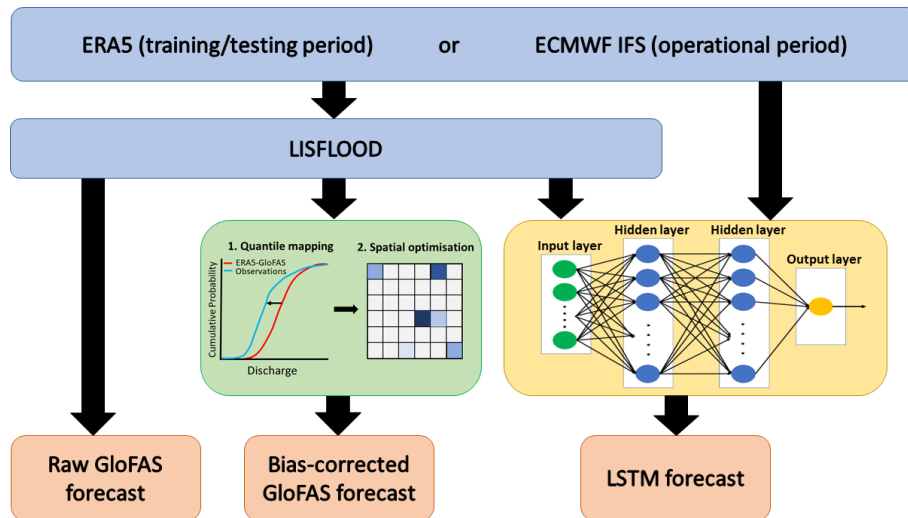 ERA5 (training/testing period) or ECMWF IFS (operational period)
LISFLOOD
1. Quantile mapping
2. Spatial optimisation
ERA5-GloFAS
Observations
Cumulative Probability
Discharge
Hidden layer
Hidden layer
Input layer
Output layer
Raw GloFAS
forecast
Bias-corrected
GloFAS forecast
LSTM forecast